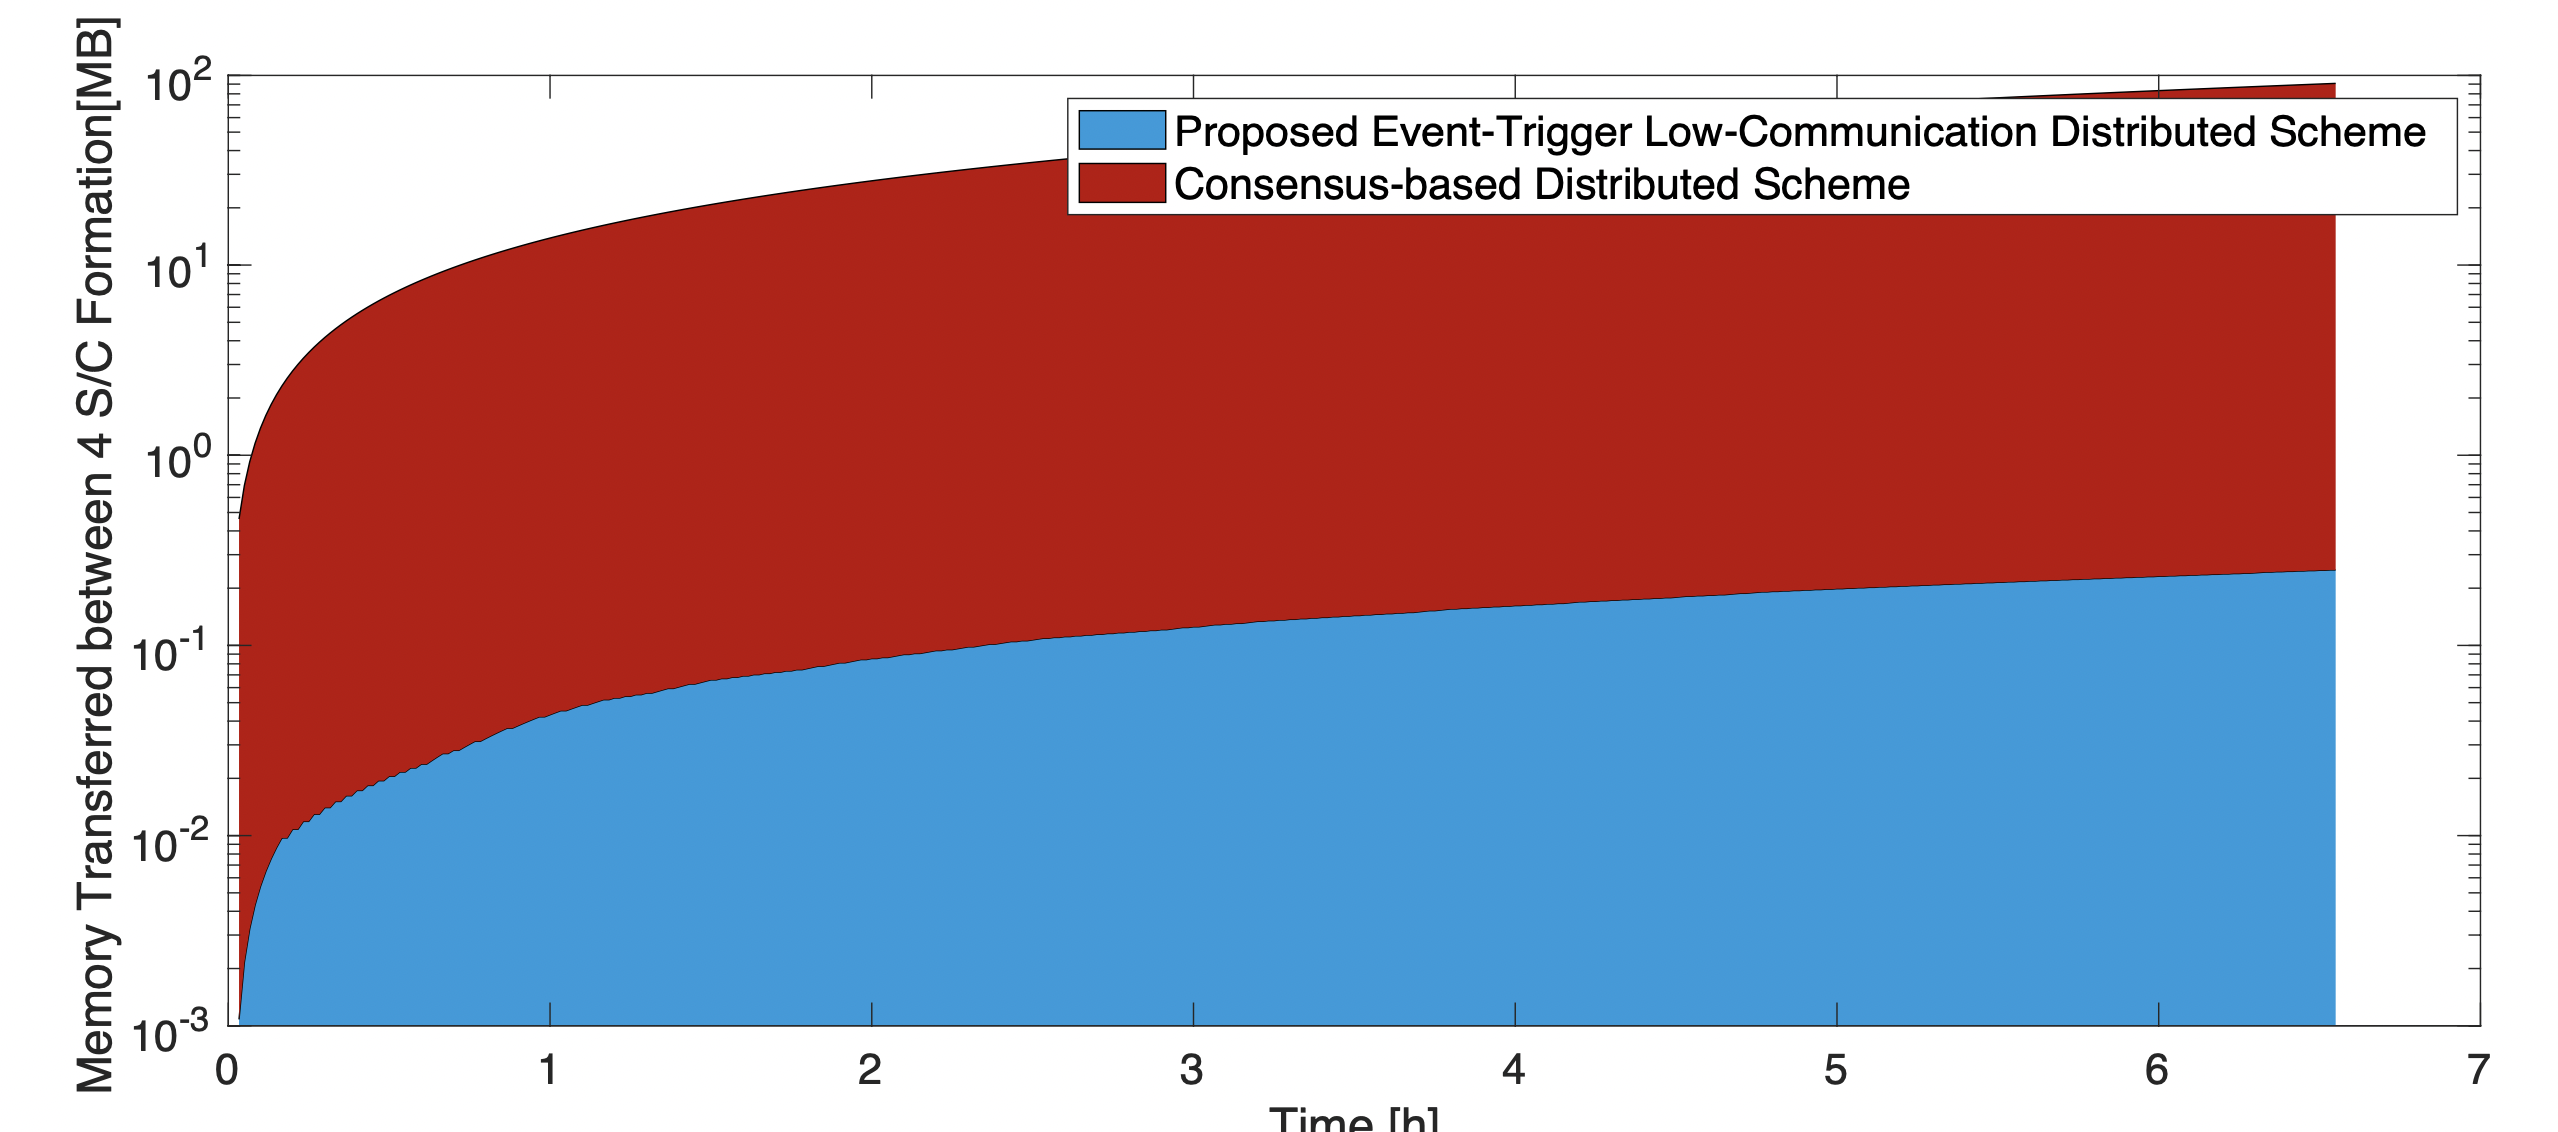 Memory Transferred between 4 S/C Formation[MB]
10^2
10^1
10^0
10^-1
10^-2
10^-3
Proposed Event-Trigger Low-Communication Distributed Scheme
Consensus-based Distributed Scheme
0 1 2 3 4 5 6 7
Time [h]